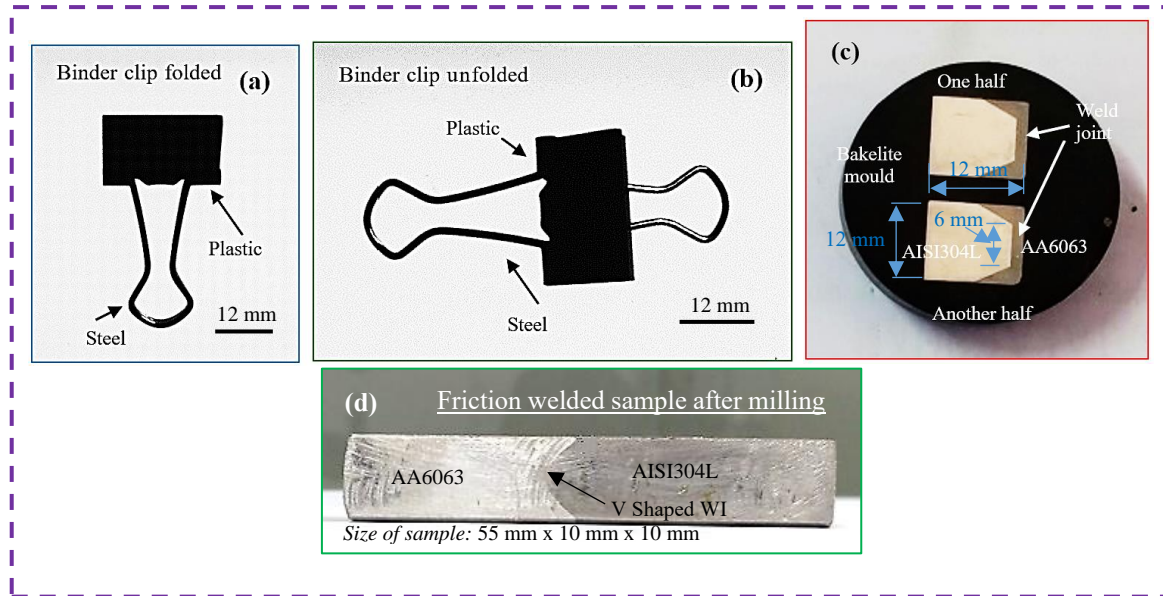 Binder clip folded
(a)
Plastic
Steel
12 mm
Binder clip unfolded
(b)
Plastic
Steel
12 mm
(c)
One half
Weld
joint
Bakelite
mould
12 mm
6 mm
12 mm
AISI304L
AA6063
Another half
(d)
Friction welded sample after milling
AA6063
AISI304L
V Shaped WI
Size of sample: 55 mm x 10 mm x 10 mm